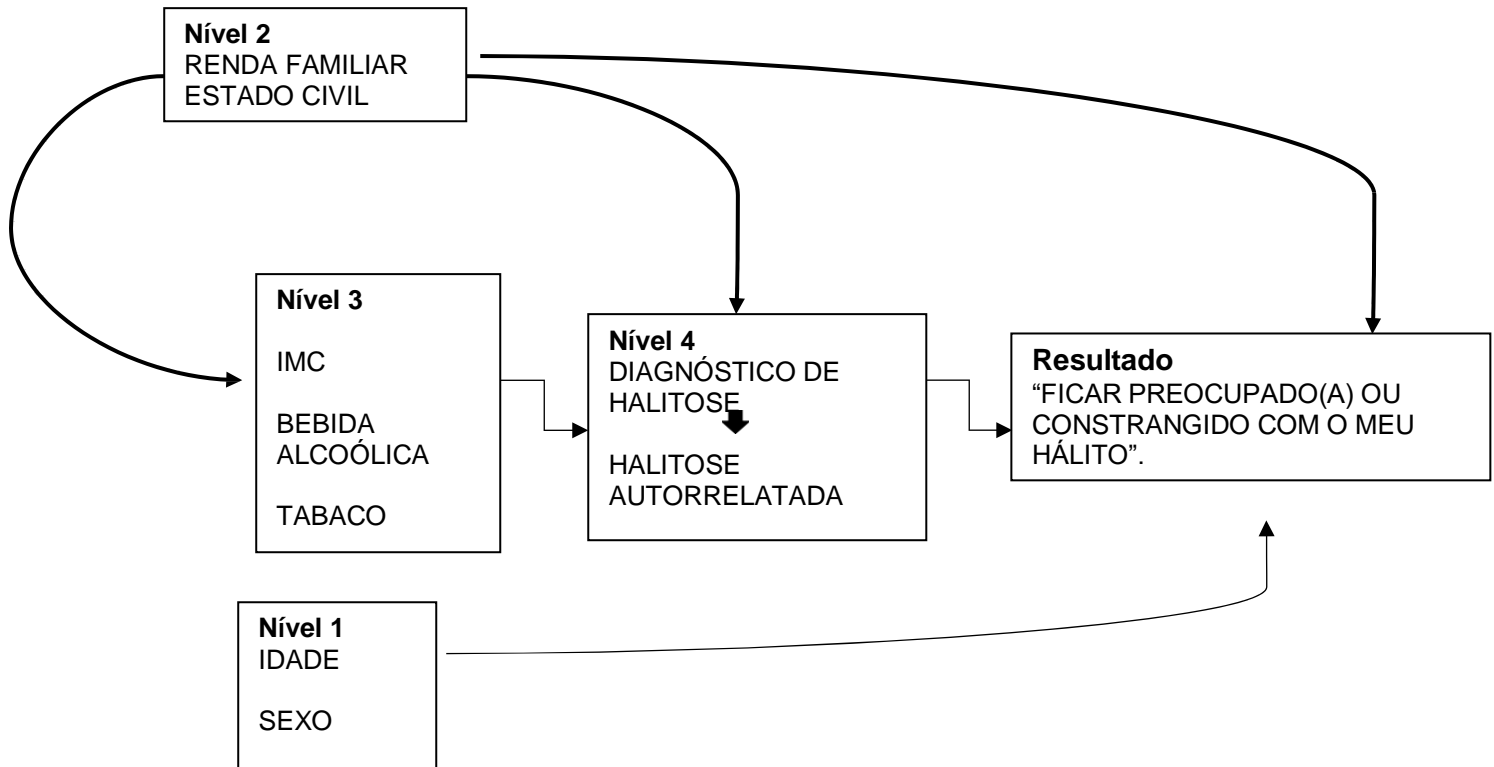 Nível 2
RENDA FAMILIAR
ESTADO CIVIL
Nível 3
IMC
BEBIDA
ALCOÓLICA
TABACO
Nível 4
DIAGNÓSTICO DE
HALITOSE
HALITOSE
AUTORRELATADA
Resultado
“FICAR PREOCUPADO(A) OU
CONSTRANGIDO COM O MEU
HÁLITO”.
Nível 1
IDADE
SEXO